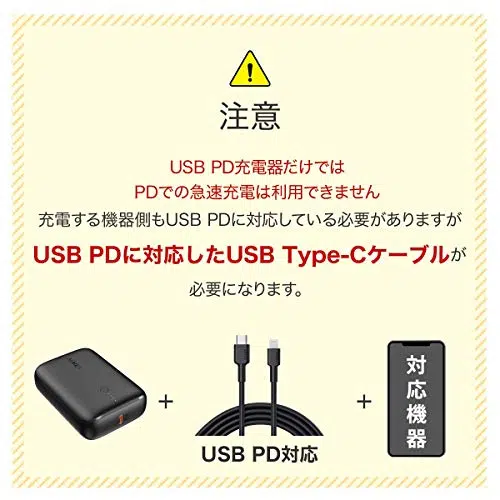 注意
USB PD充電器だけでは
PDでの急速充電は利用できません
充電する機器側もUSB PDに対応している必要がありますが
USB PDに対応したUSB Type-Cケーブルが
必要になります。
+
+
対応機器
USB PD対応